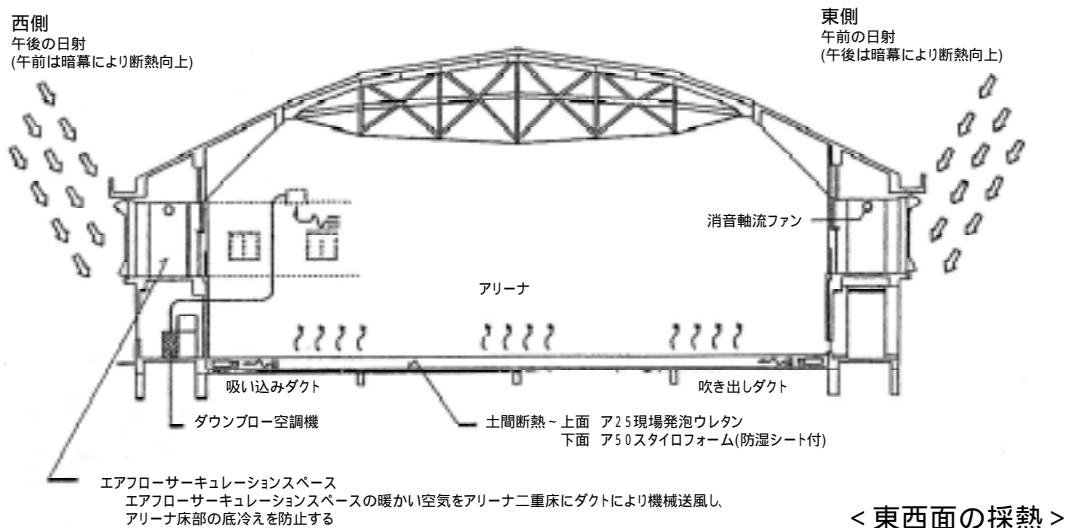 西側
午後の日射
(午前は暗幕により断熱向上)
東側
午前の日射
(午後は暗幕により断熱向上)
消音軸流ファン
アリーナ
吸い込みダクト
吹き出しダクト
ダウンブロー空調機
土間断熱～上面 ア25現場発泡ウレタン
下面 ア50スタイロフォーム(防湿シート付)
エアフローサーキュレーションスペース
エアフローサーキュレーションスペースの暖かい空気をアリーナ二重床にダクトにより機械送風し、
アリーナ床部の底冷えを防止する
＜東西面の採熱＞